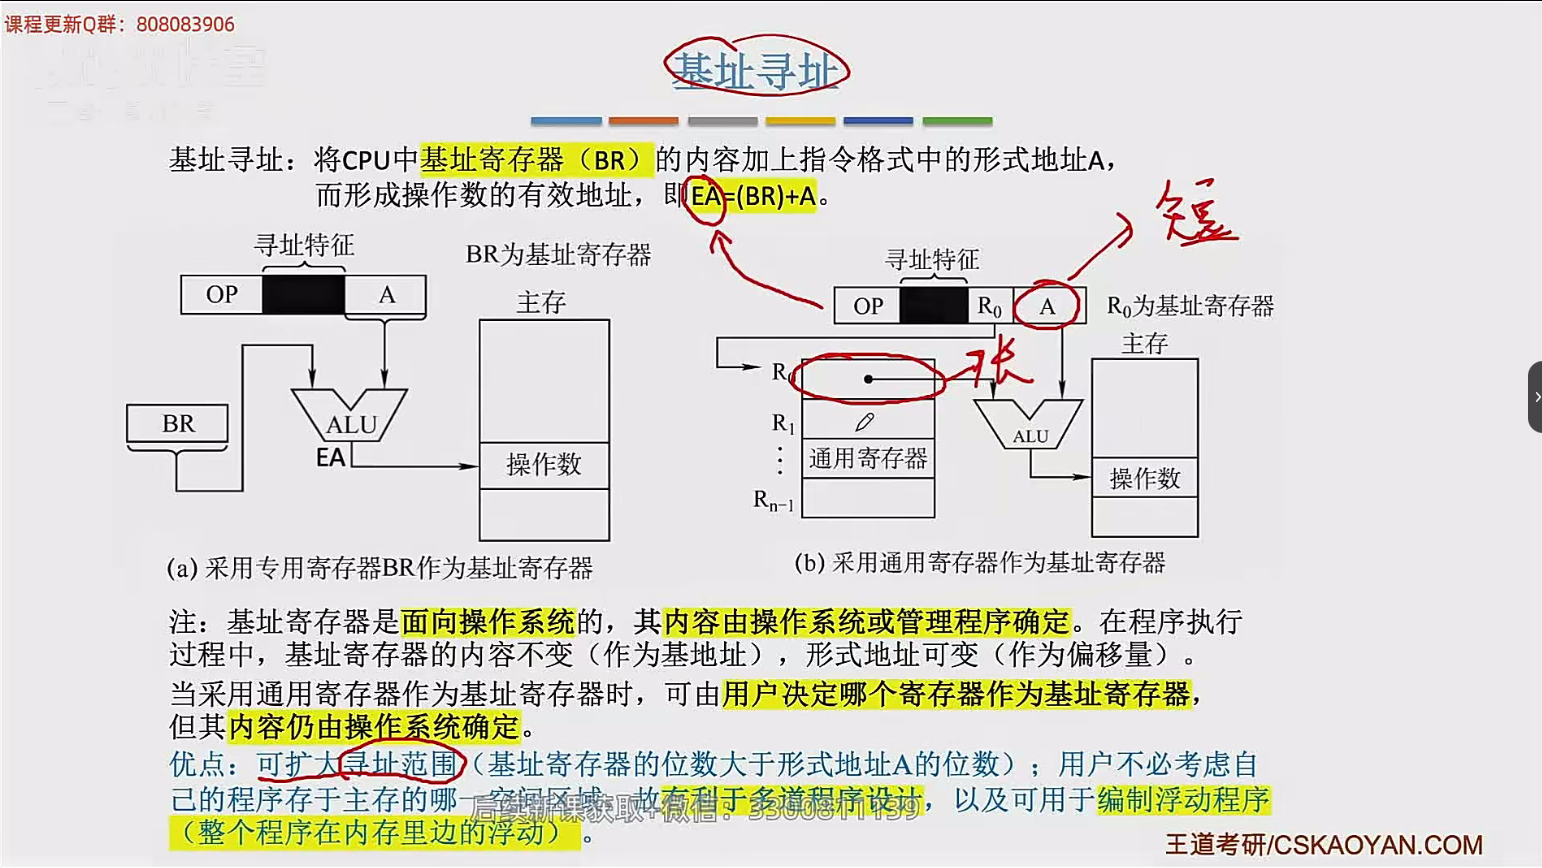 课程更新Q群：808083906
基址寻址
基址寻址：将CPU中基址寄存器（BR）的内容加上指令格式中的形式地址A，
而形成操作数的有效地址，即EA=(BR)+A。
短
寻址特征
BR为基址寄存器
OP
A
主存
BR
ALU
EA
操作数
(a) 采用专用寄存器BR作为基址寄存器
寻址特征
OP
R₀
A
R₀为基址寄存器
主存
R₀
长
R₁
⋮
通用寄存器
Rₙ₋₁
ALU
操作数
(b) 采用通用寄存器作为基址寄存器
注：基址寄存器是面向操作系统的，其内容由操作系统或管理程序确定。在程序执行
过程中，基址寄存器的内容不变（作为基地址），形式地址可变（作为偏移量）。
当采用通用寄存器作为基址寄存器时，可由用户决定哪个寄存器作为基址寄存器，
但其内容仍由操作系统确定。
优点：可扩大寻址范围（基址寄存器的位数大于形式地址A的位数）；用户不必考虑自
己的程序存于主存的哪一空间区域，故有利于多道程序设计，以及可用于编制浮动程序
后续新课获取+微信：3300871139
（整个程序在内存里边的浮动）。
王道考研/CSKAOYAN.COM